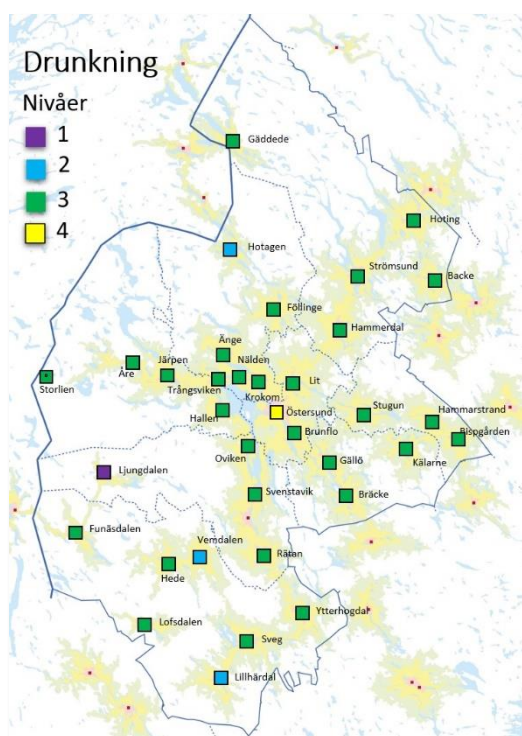 Drunkning
Nivåer
1
2
3
4
Gäddede
Hoting
Hotagen
Strömsund
Backe
Föllinge
Hammerdal
Änge
Järpen
Nälden
Åre
Trångsviken
Krokom
Lit
Storlien
Hallen
Östersund
Stugun
Hammarstrand
Brunflo
Bispgården
Oviken
Gällö
Kälarne
Ljungdalen
Svenstavik
Bräcke
Funäsdalen
Vemdalen
Hede
Rätan
Ytterhogdal
Lofsdalen
Sveg
Lillhärdal